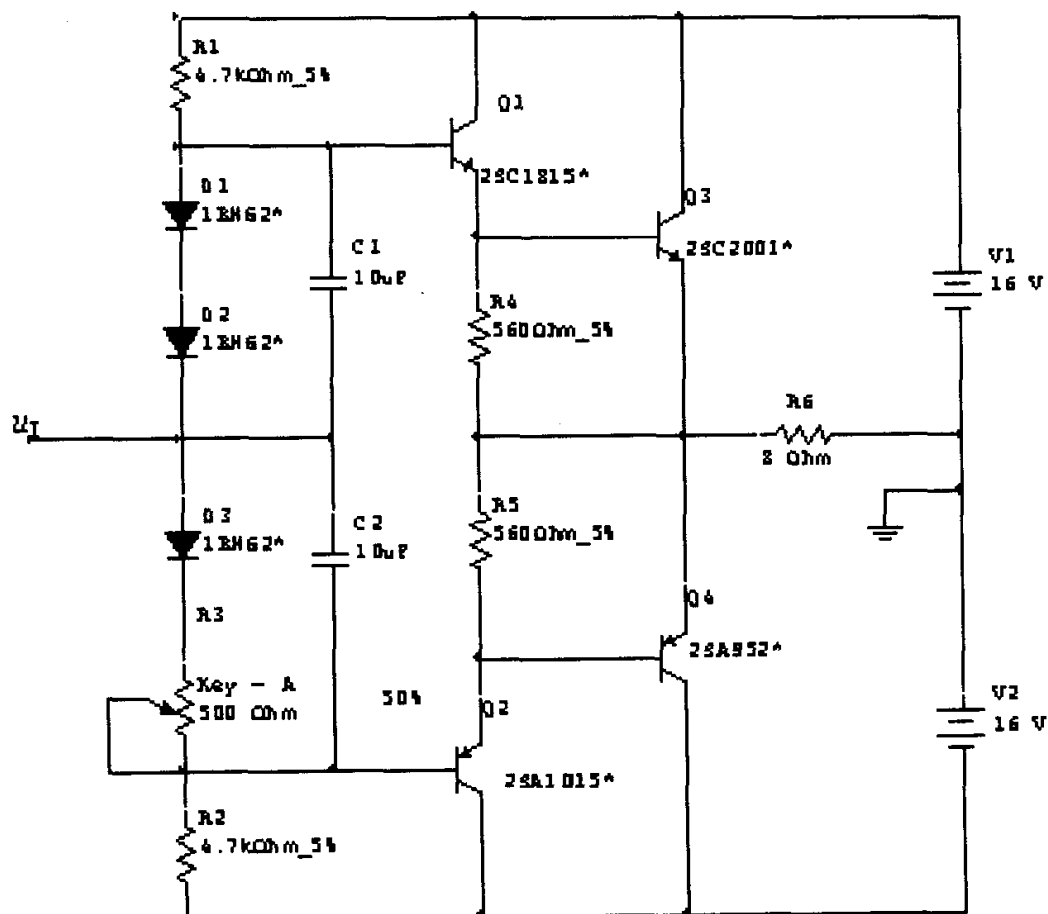 R1
4.7kOhm_5%
Q1
2SC1815^
D1
1BH62^
Q3
2SC2001^
C1
10uF
V1
16 V
D2
1BH62^
R4
560Ohm_5%
UI
R6
8 Ohm
D3
1BH62^
C2
10uF
R5
560Ohm_5%
R3
Key - A
500 Ohm
50%
Q4
2SA952^
Q2
2SA1015^
V2
16 V
R2
4.7kOhm_5%